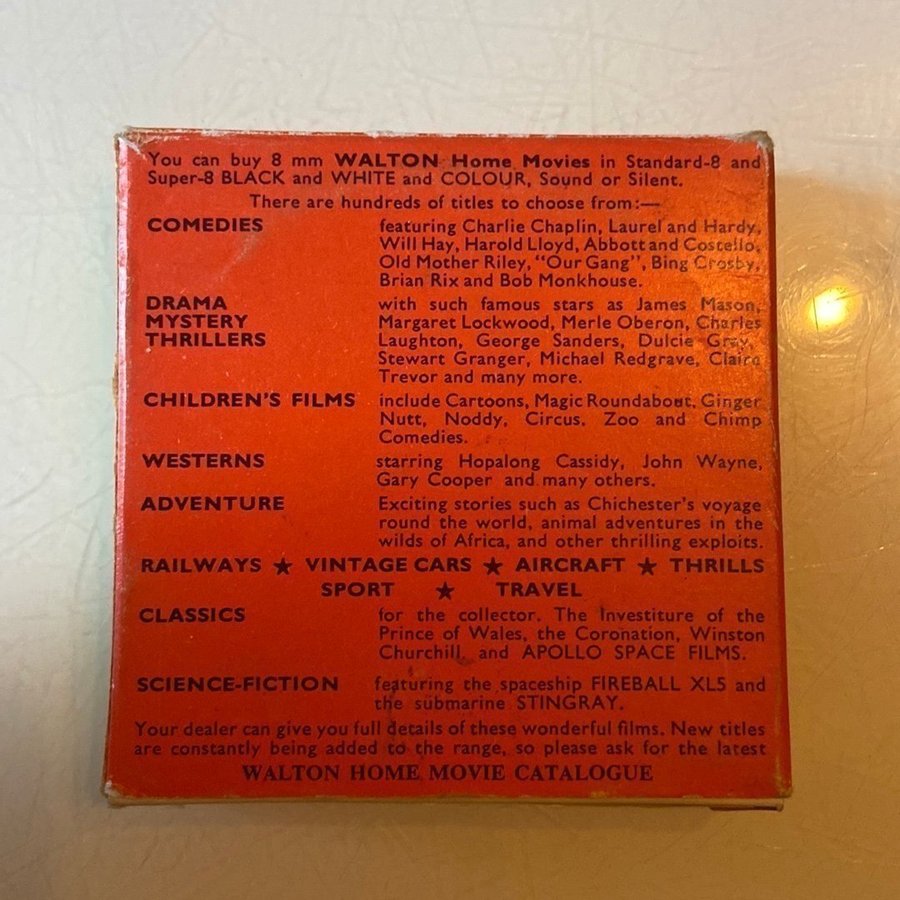 You can buy 8 mm WALTON Home Movies in Standard-8 and
Super-8 BLACK and WHITE and COLOUR, Sound or Silent.
There are hundreds of titles to choose from:—
COMEDIES featuring Charlie Chaplin, Laurel and Hardy,
Will Hay, Harold Lloyd, Abbott and Costello,
Old Mother Riley, "Our Gang", Bing Crosby,
Brian Rix and Bob Monkhouse.
DRAMA with such famous stars as James Mason,
MYSTERY Margaret Lockwood, Merle Oberon, Charles
THRILLERS Laughton, George Sanders, Dulcie Gray,
Stewart Granger, Michael Redgrave, Claire
Trevor and many more.
CHILDREN'S FILMS include Cartoons, Magic Roundabout, Ginger
Nutt, Noddy, Circus, Zoo and Chimp
Comedies.
WESTERNS starring Hopalong Cassidy, John Wayne,
Gary Cooper and many others.
ADVENTURE Exciting stories such as Chichester's voyage
round the world, animal adventures in the
wilds of Africa, and other thrilling exploits.
RAILWAYS ★ VINTAGE CARS ★ AIRCRAFT ★ THRILLS
SPORT ★ TRAVEL
CLASSICS for the collector. The Investiture of the
Prince of Wales, the Coronation, Winston
Churchill, and APOLLO SPACE FILMS.
SCIENCE-FICTION featuring the spaceship FIREBALL XL5 and
the submarine STINGRAY.
Your dealer can give you full details of these wonderful films. New titles
are constantly being added to the range, so please ask for the latest
WALTON HOME MOVIE CATALOGUE